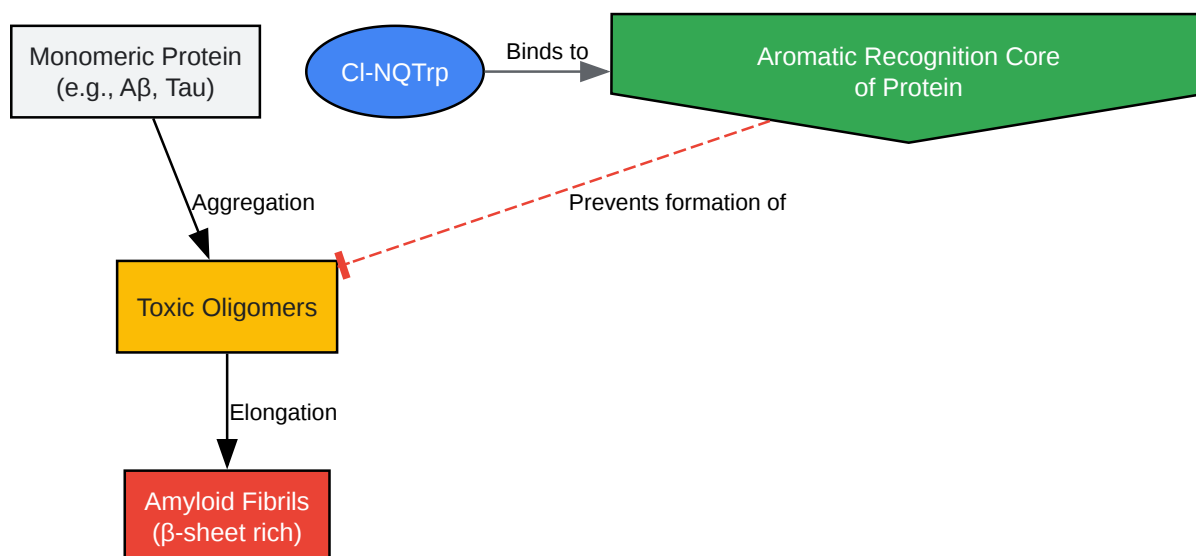 Monomeric Protein
(e.g., Aβ, Tau)
Cl-NQTrp
Binds to
Aromatic Recognition Core
of Protein
Aggregation
Prevents formation of
Toxic Oligomers
Elongation
Amyloid Fibrils
(β-sheet rich)